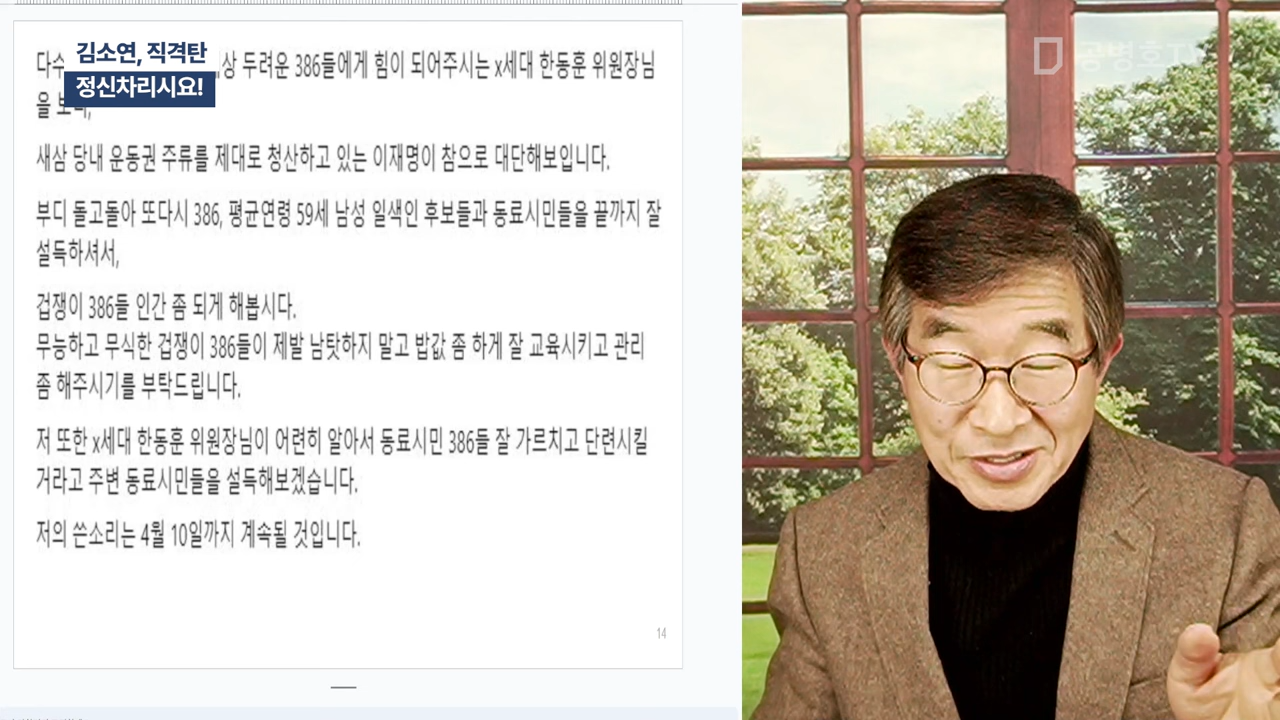 김소연, 직격탄
정신차리시요!
공병호TV
다수 상 두려운 386들에게 힘이 되어주시는 x세대 한동훈 위원장님
을
새삼 당내 운동권 주류를 제대로 청산하고 있는 이재명이 참으로 대단해보입니다.
부디 돌고돌아 또다시 386, 평균연령 59세 남성 일색인 후보들과 동료시민들을 끝까지 잘
설득하셔서,
겁쟁이 386들 인간 좀 되게 해봅시다.
무능하고 무식한 겁쟁이 386들이 제발 남탓하지 말고 밥값 좀 하게 잘 교육시키고 관리
좀 해주시기를 부탁드립니다.
저 또한 x세대 한동훈 위원장님이 어련히 알아서 동료시민 386들 잘 가르치고 단련시킬
거라고 주변 동료시민들을 설득해보겠습니다.
저의 쓴소리는 4월 10일까지 계속될 것입니다.
14